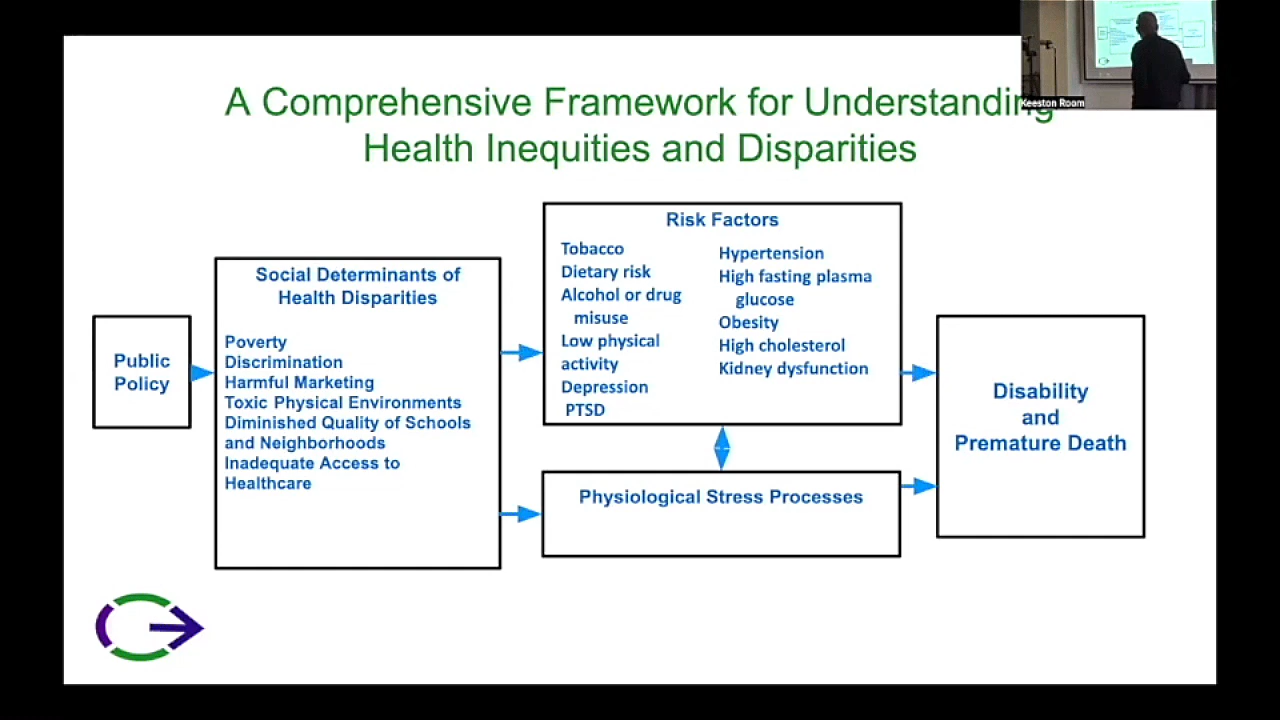 A Comprehensive Framework for Understanding
Health Inequities and Disparities
Keeston Room
Public
Policy
Social Determinants of
Health Disparities
Poverty
Discrimination
Harmful Marketing
Toxic Physical Environments
Diminished Quality of Schools
and Neighborhoods
Inadequate Access to
Healthcare
Risk Factors
Tobacco
Dietary risk
Alcohol or drug
misuse
Low physical
activity
Depression
PTSD
Hypertension
High fasting plasma
glucose
Obesity
High cholesterol
Kidney dysfunction
Physiological Stress Processes
Disability
and
Premature Death